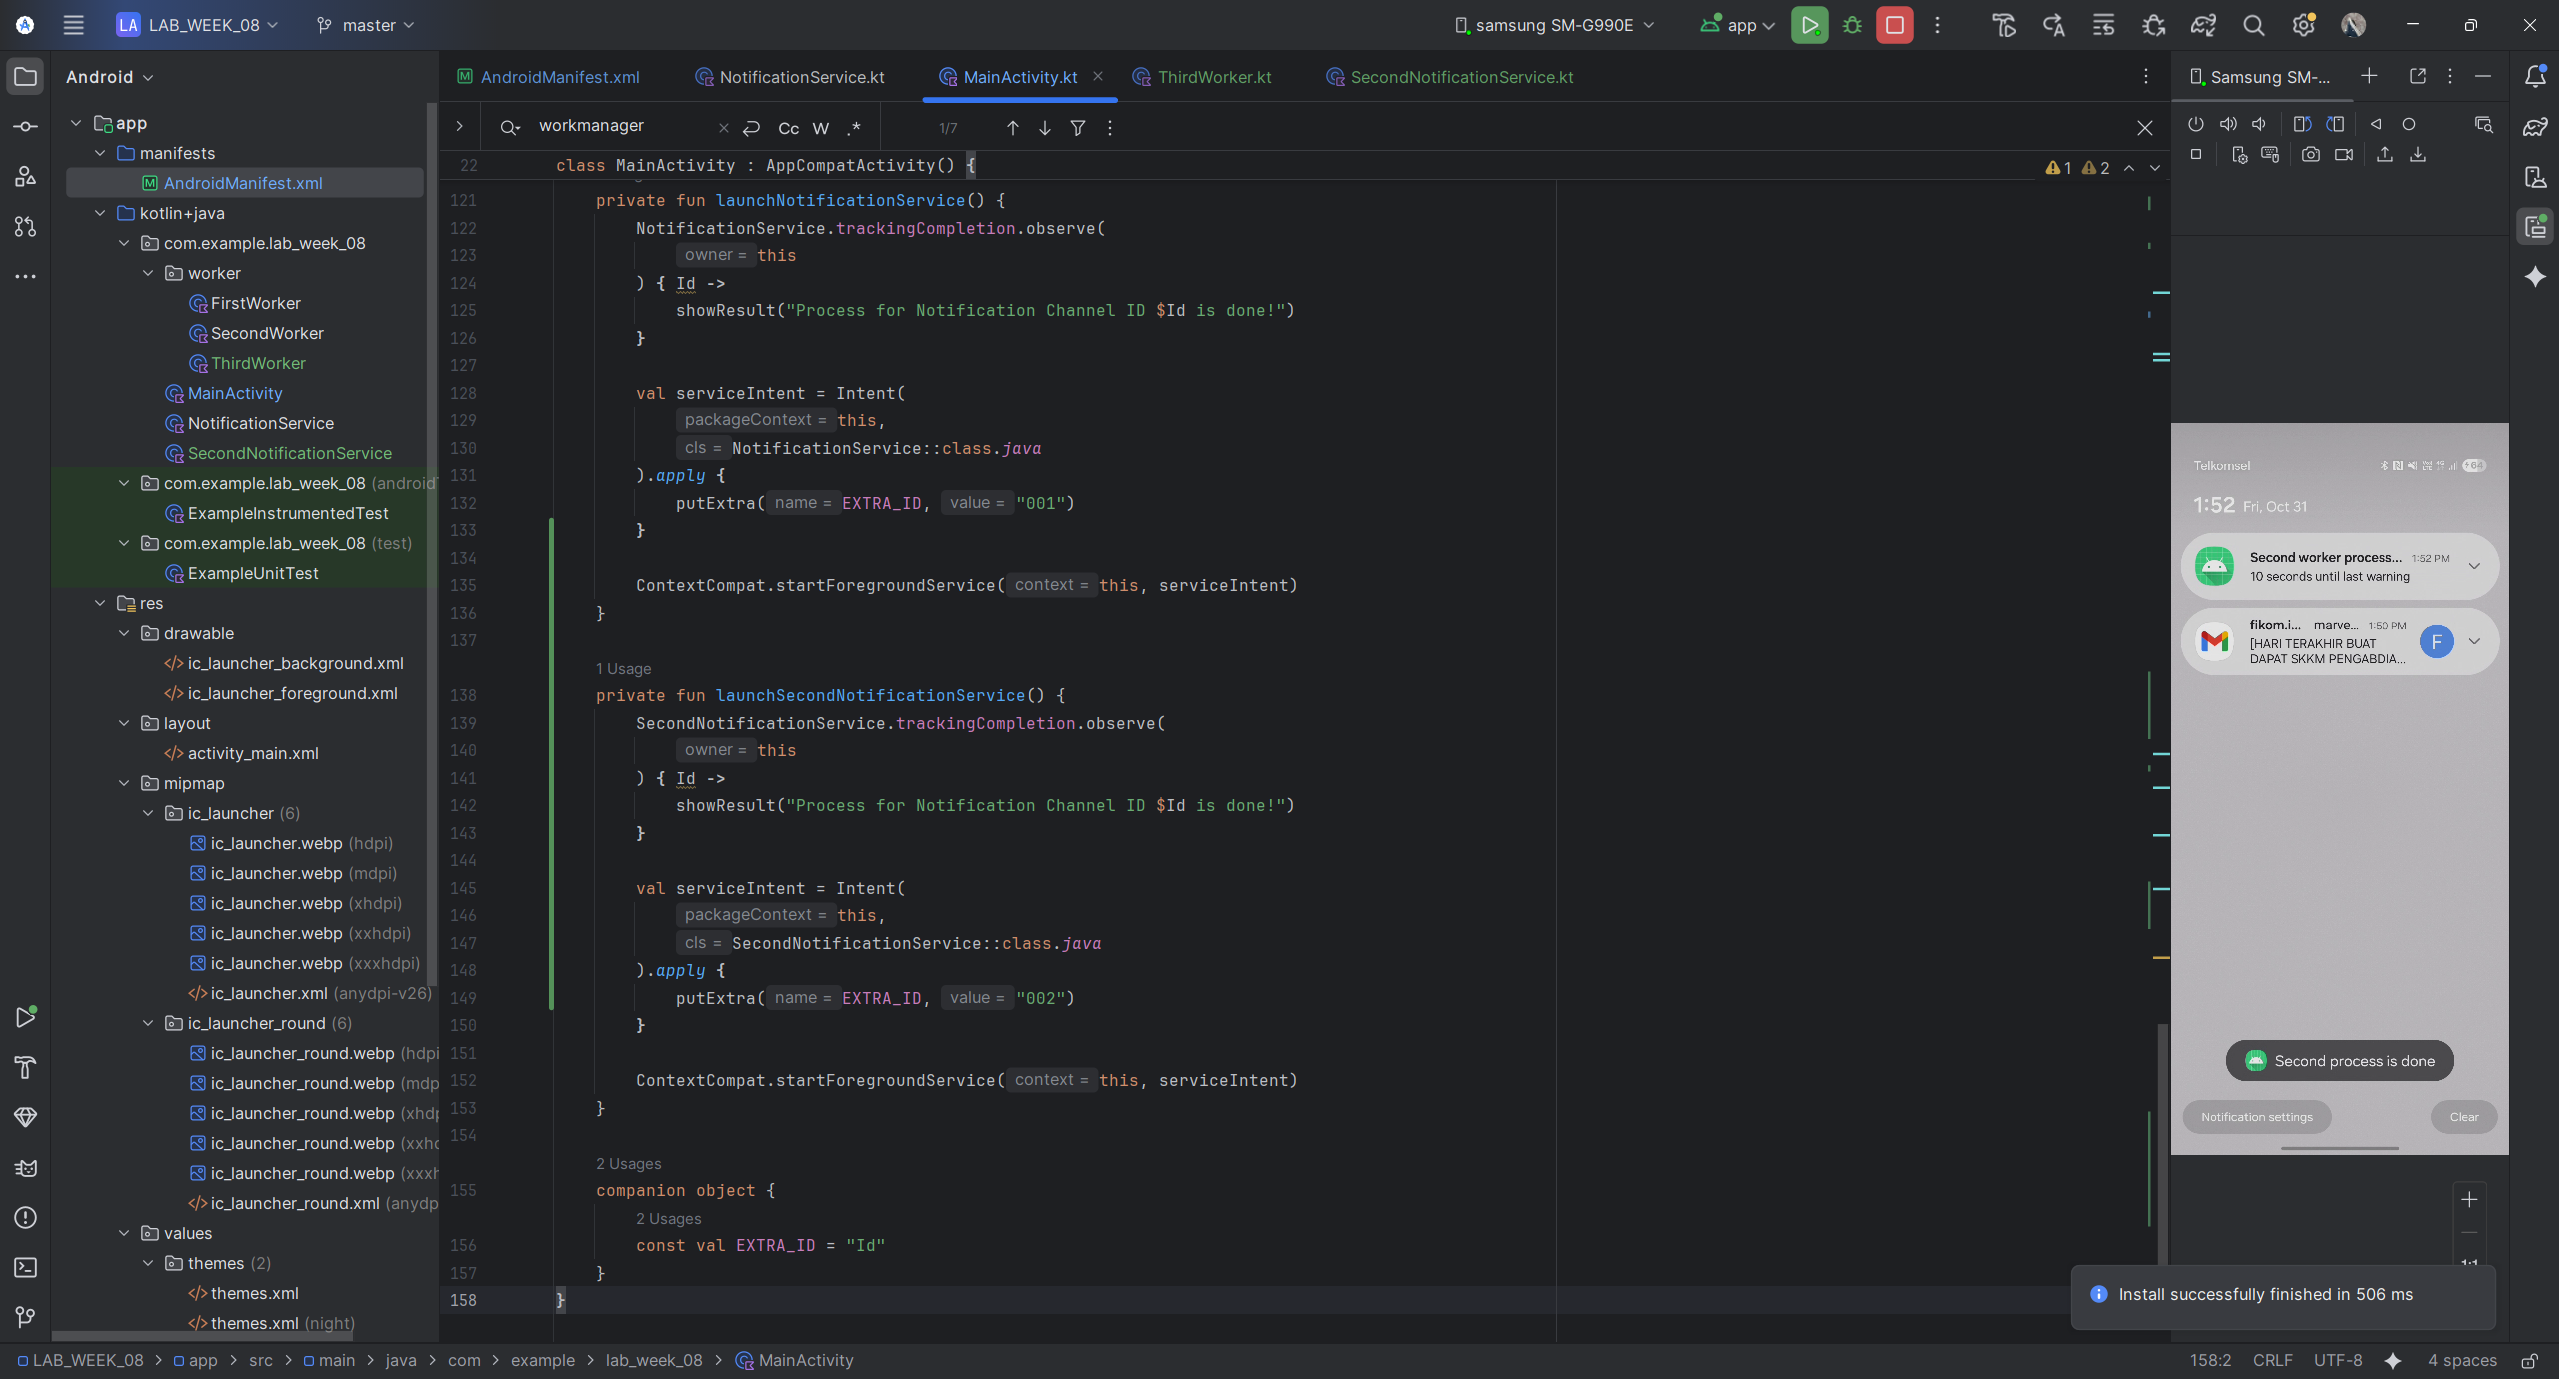 LA LAB_WEEK_08 master samsung SM-G990E app
Android
AndroidManifest.xml NotificationService.kt MainActivity.kt ThirdWorker.kt SecondNotificationService.kt Samsung SM-...
workmanager Cc W .* 1/7
22 class MainActivity : AppCompatActivity() { 1 2
app
manifests
AndroidManifest.xml
kotlin+java
com.example.lab_week_08
worker
FirstWorker
SecondWorker
ThirdWorker
MainActivity
NotificationService
SecondNotificationService
com.example.lab_week_08 (android
ExampleInstrumentedTest
com.example.lab_week_08 (test)
ExampleUnitTest
res
drawable
ic_launcher_background.xml
ic_launcher_foreground.xml
layout
activity_main.xml
mipmap
ic_launcher (6)
ic_launcher.webp (hdpi)
ic_launcher.webp (mdpi)
ic_launcher.webp (xhdpi)
ic_launcher.webp (xxhdpi)
ic_launcher.webp (xxxhdpi)
ic_launcher.xml (anydpi-v26)
ic_launcher_round (6)
ic_launcher_round.webp (hdpi
ic_launcher_round.webp (mdp
ic_launcher_round.webp (xhdp
ic_launcher_round.webp (xxhd
ic_launcher_round.webp (xxxh
ic_launcher_round.xml (anydp
values
themes (2)
themes.xml
themes.xml (night)
121 private fun launchNotificationService() {
122 NotificationService.trackingCompletion.observe(
123 owner = this
124 ) { Id ->
125 showResult("Process for Notification Channel ID $Id is done!")
126 }
127
128 val serviceIntent = Intent(
129 packageContext = this,
130 cls = NotificationService::class.java
131 ).apply {
132 putExtra( name = EXTRA_ID, value = "001")
133 }
134
135 ContextCompat.startForegroundService( context = this, serviceIntent)
136 }
137
1 Usage
138 private fun launchSecondNotificationService() {
139 SecondNotificationService.trackingCompletion.observe(
140 owner = this
141 ) { Id ->
142 showResult("Process for Notification Channel ID $Id is done!")
143 }
144
145 val serviceIntent = Intent(
146 packageContext = this,
147 cls = SecondNotificationService::class.java
148 ).apply {
149 putExtra( name = EXTRA_ID, value = "002")
150 }
151
152 ContextCompat.startForegroundService( context = this, serviceIntent)
153 }
154
2 Usages
155 companion object {
2 Usages
156 const val EXTRA_ID = "Id"
157 }
158 }
Telkomsel 64
1:52 Fri, Oct 31
Second worker process... 1:52 PM
10 seconds until last warning
fikom.i... marve... 1:50 PM
[HARI TERAKHIR BUAT
DAPAT SKKM PENGABDIA...
F
Second process is done
Notification settings Clear
Install successfully finished in 506 ms
LAB_WEEK_08 > app > src > main > java > com > example > lab_week_08 > MainActivity 158:2 CRLF UTF-8 4 spaces